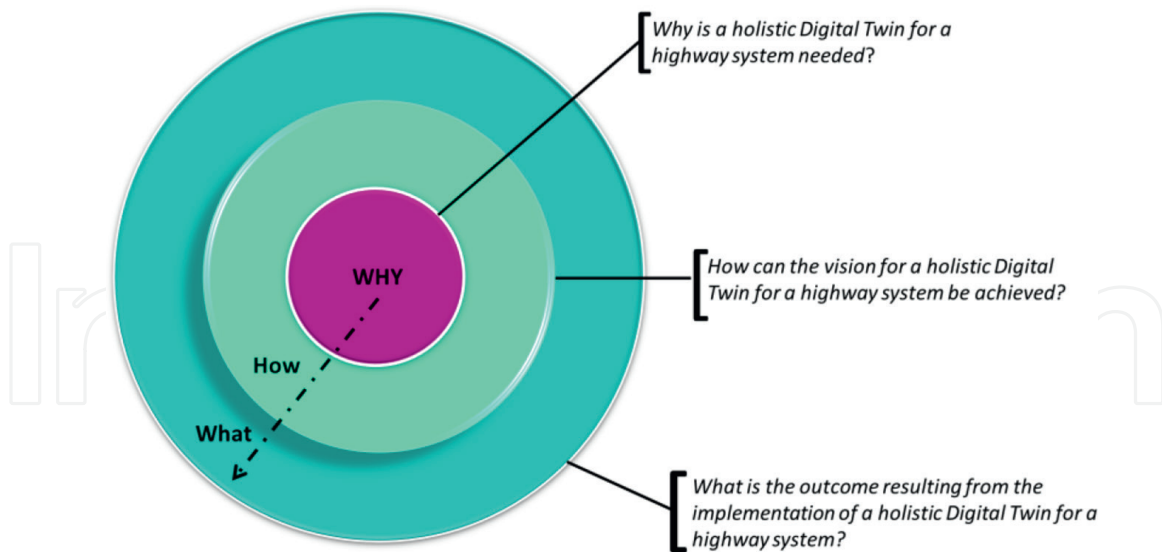 Why is a holistic Digital Twin for a
highway system needed?
WHY
How can the vision for a holistic Digital
Twin for a highway system be achieved?
How
What
What is the outcome resulting from the
implementation of a holistic Digital Twin for a
highway system?